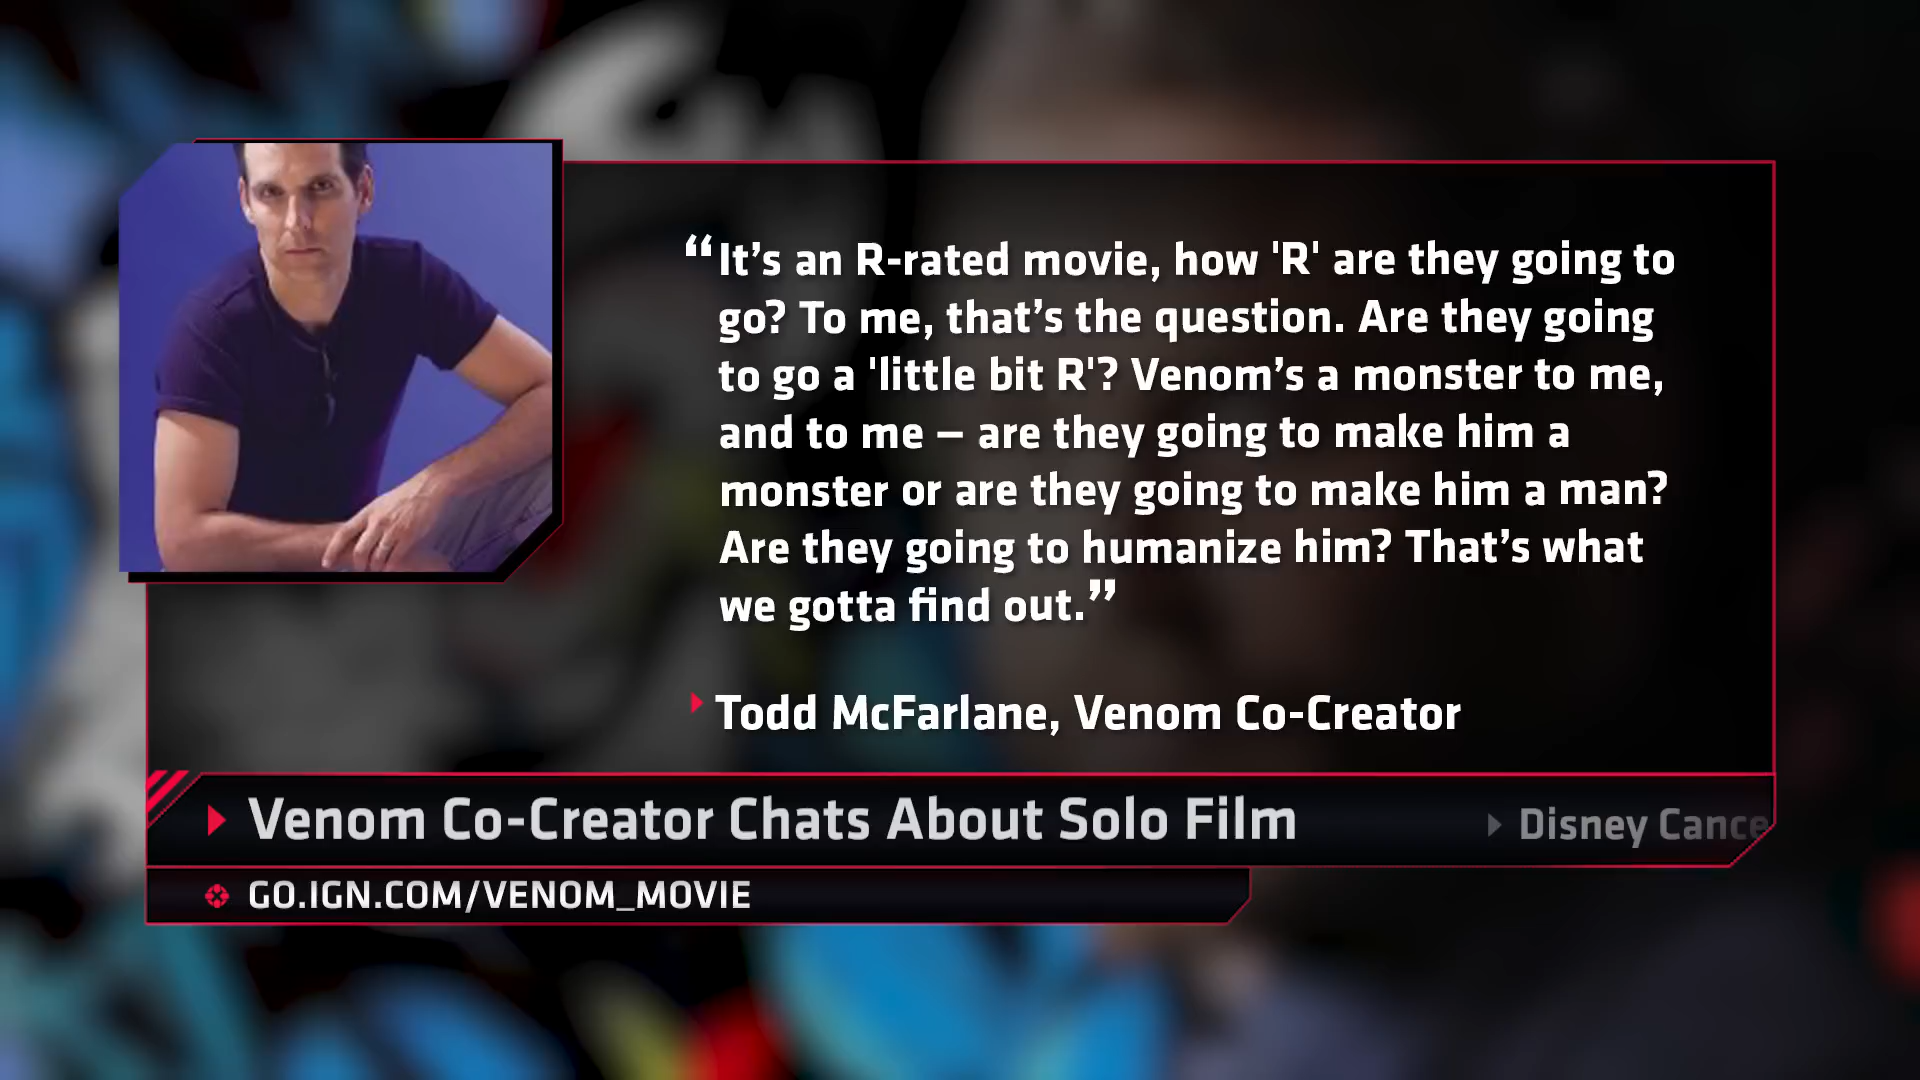 “It’s an R-rated movie, how 'R' are they going to
go? To me, that’s the question. Are they going
to go a 'little bit R'? Venom’s a monster to me,
and to me – are they going to make him a
monster or are they going to make him a man?
Are they going to humanize him? That’s what
we gotta find out.”
Todd McFarlane, Venom Co-Creator
Venom Co-Creator Chats About Solo Film
Disney Cance
GO.IGN.COM/VENOM_MOVIE